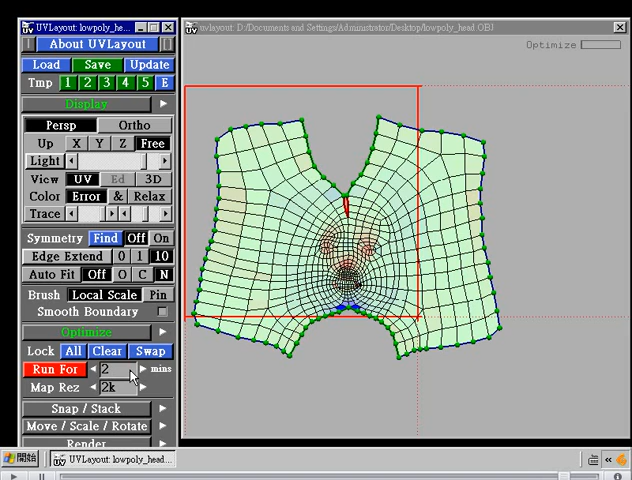 UVLayout: lowpoly_he...
About UVLayout
Load Save Update
Tmp 1 2 3 4 5 E
Display
Persp Ortho
Up X Y Z Free
Light
View UV Ed 3D
Color Error & Relax
Trace
Symmetry Find Off On
Edge Extend 0 1 10
Auto Fit Off O C N
Brush Local Scale Pin
Smooth Boundary
Optimize
Lock All Clear Swap
Run For 2 mins
Map Rez 2k
Snap / Stack
Move / Scale / Rotate
Render
uvlayout: D:/Documents and Settings/Administrator/Desktop/lowpoly_head.OBJ
Optimize
開始
UVLayout: lowpoly_head...